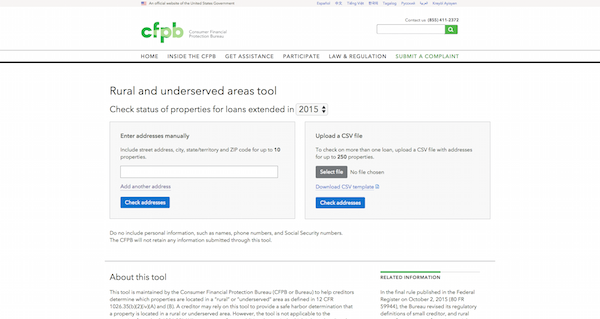 An official website of the United States Government
Español 中文 Tiếng Việt 한국어 Tagalog Русский العربية Kreyòl Ayisyen
Contact us (855) 411-2372
cfpb Consumer Financial
Protection Bureau
HOME INSIDE THE CFPB GET ASSISTANCE PARTICIPATE LAW & REGULATION SUBMIT A COMPLAINT
Rural and underserved areas tool
Check status of properties for loans extended in 2015
Enter addresses manually
Include street address, city, state/territory and ZIP code for up to 10
properties.
Add another address
Check addresses
Upload a CSV file
To check on more than one loan, upload a CSV file with addresses
for up to 250 properties.
Select file No file chosen
Download CSV template
Check addresses
Do no include personal information, such as names, phone numbers, and Social Security numbers.
The CFPB will not retain any information submitted through this tool.
About this tool
This tool is maintained by the Consumer Financial Protection Bureau (CFPB or Bureau) to help creditors
determine which properties are located in a "rural" or "underserved" area as defined in 12 CFR
1026.35(b)(2)(iv)(A) and (B). A creditor may rely on this tool to provide a safe harbor determination that
a property is located in a rural or underserved area. However, the tool is not applicable to the
RELATED INFORMATION
In the final rule published in the Federal
Register on October 2, 2015 (80 FR
59944), the Bureau revised its regulatory
definitions of small creditor, and rural